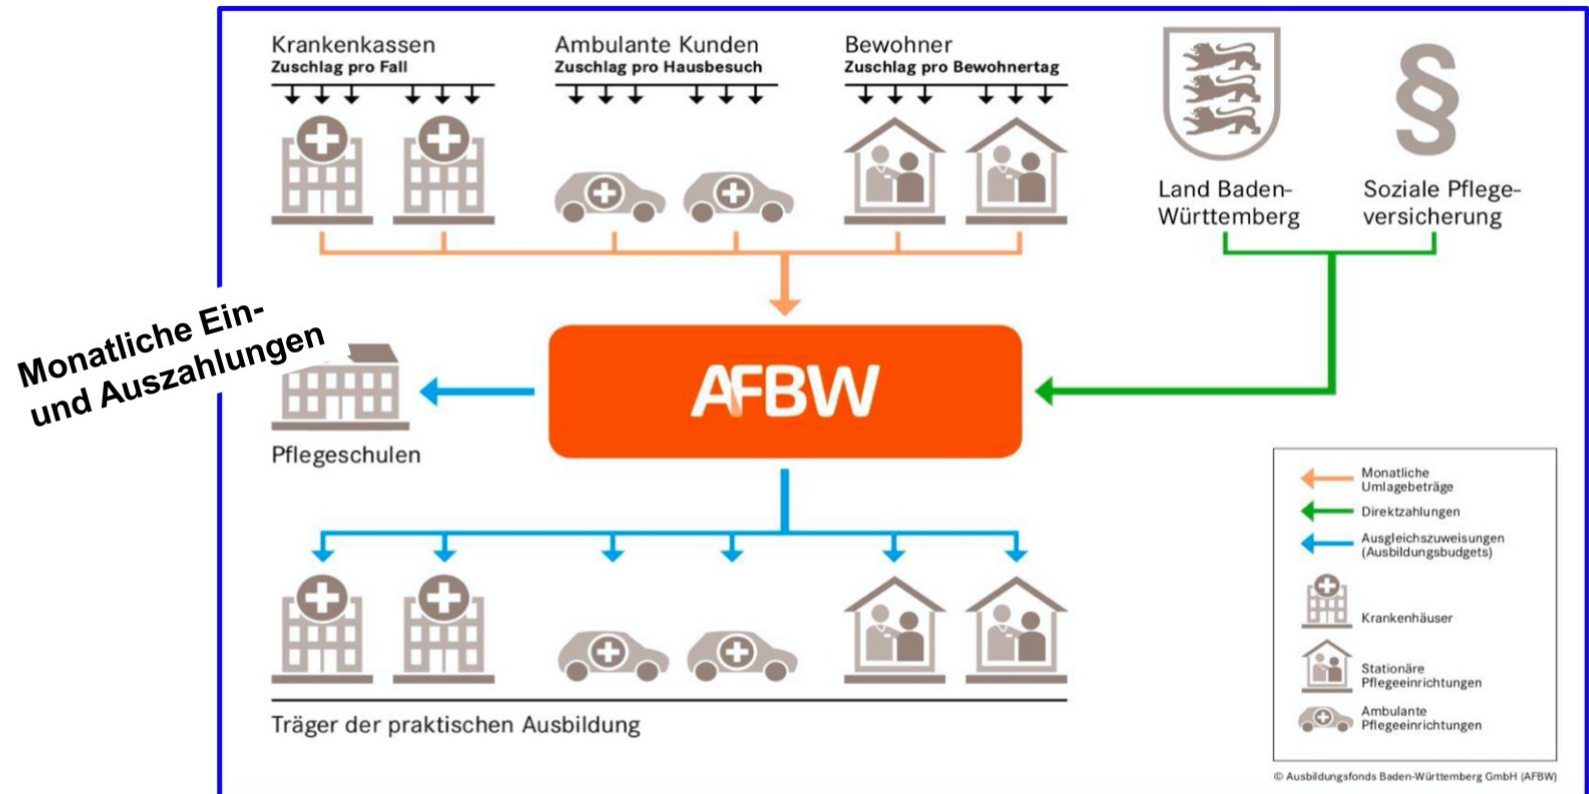 Krankenkassen
Zuschlag pro Fall
Ambulante Kunden
Zuschlag pro Hausbesuch
Bewohner
Zuschlag pro Bewohnertag
Land Baden-
Württemberg
Soziale Pflege-
versicherung
§
Monatliche Ein-
und Auszahlungen
AFBW
Pflegeschulen
Träger der praktischen Ausbildung
Monatliche
Umlagebeträge
Direktzahlungen
Ausgleichszuweisungen
(Ausbildungsbudgets)
Krankenhäuser
Stationäre
Pflegeeinrichtungen
Ambulante
Pflegeeinrichtungen
© Ausbildungsfonds Baden-Württemberg GmbH (AFBW)